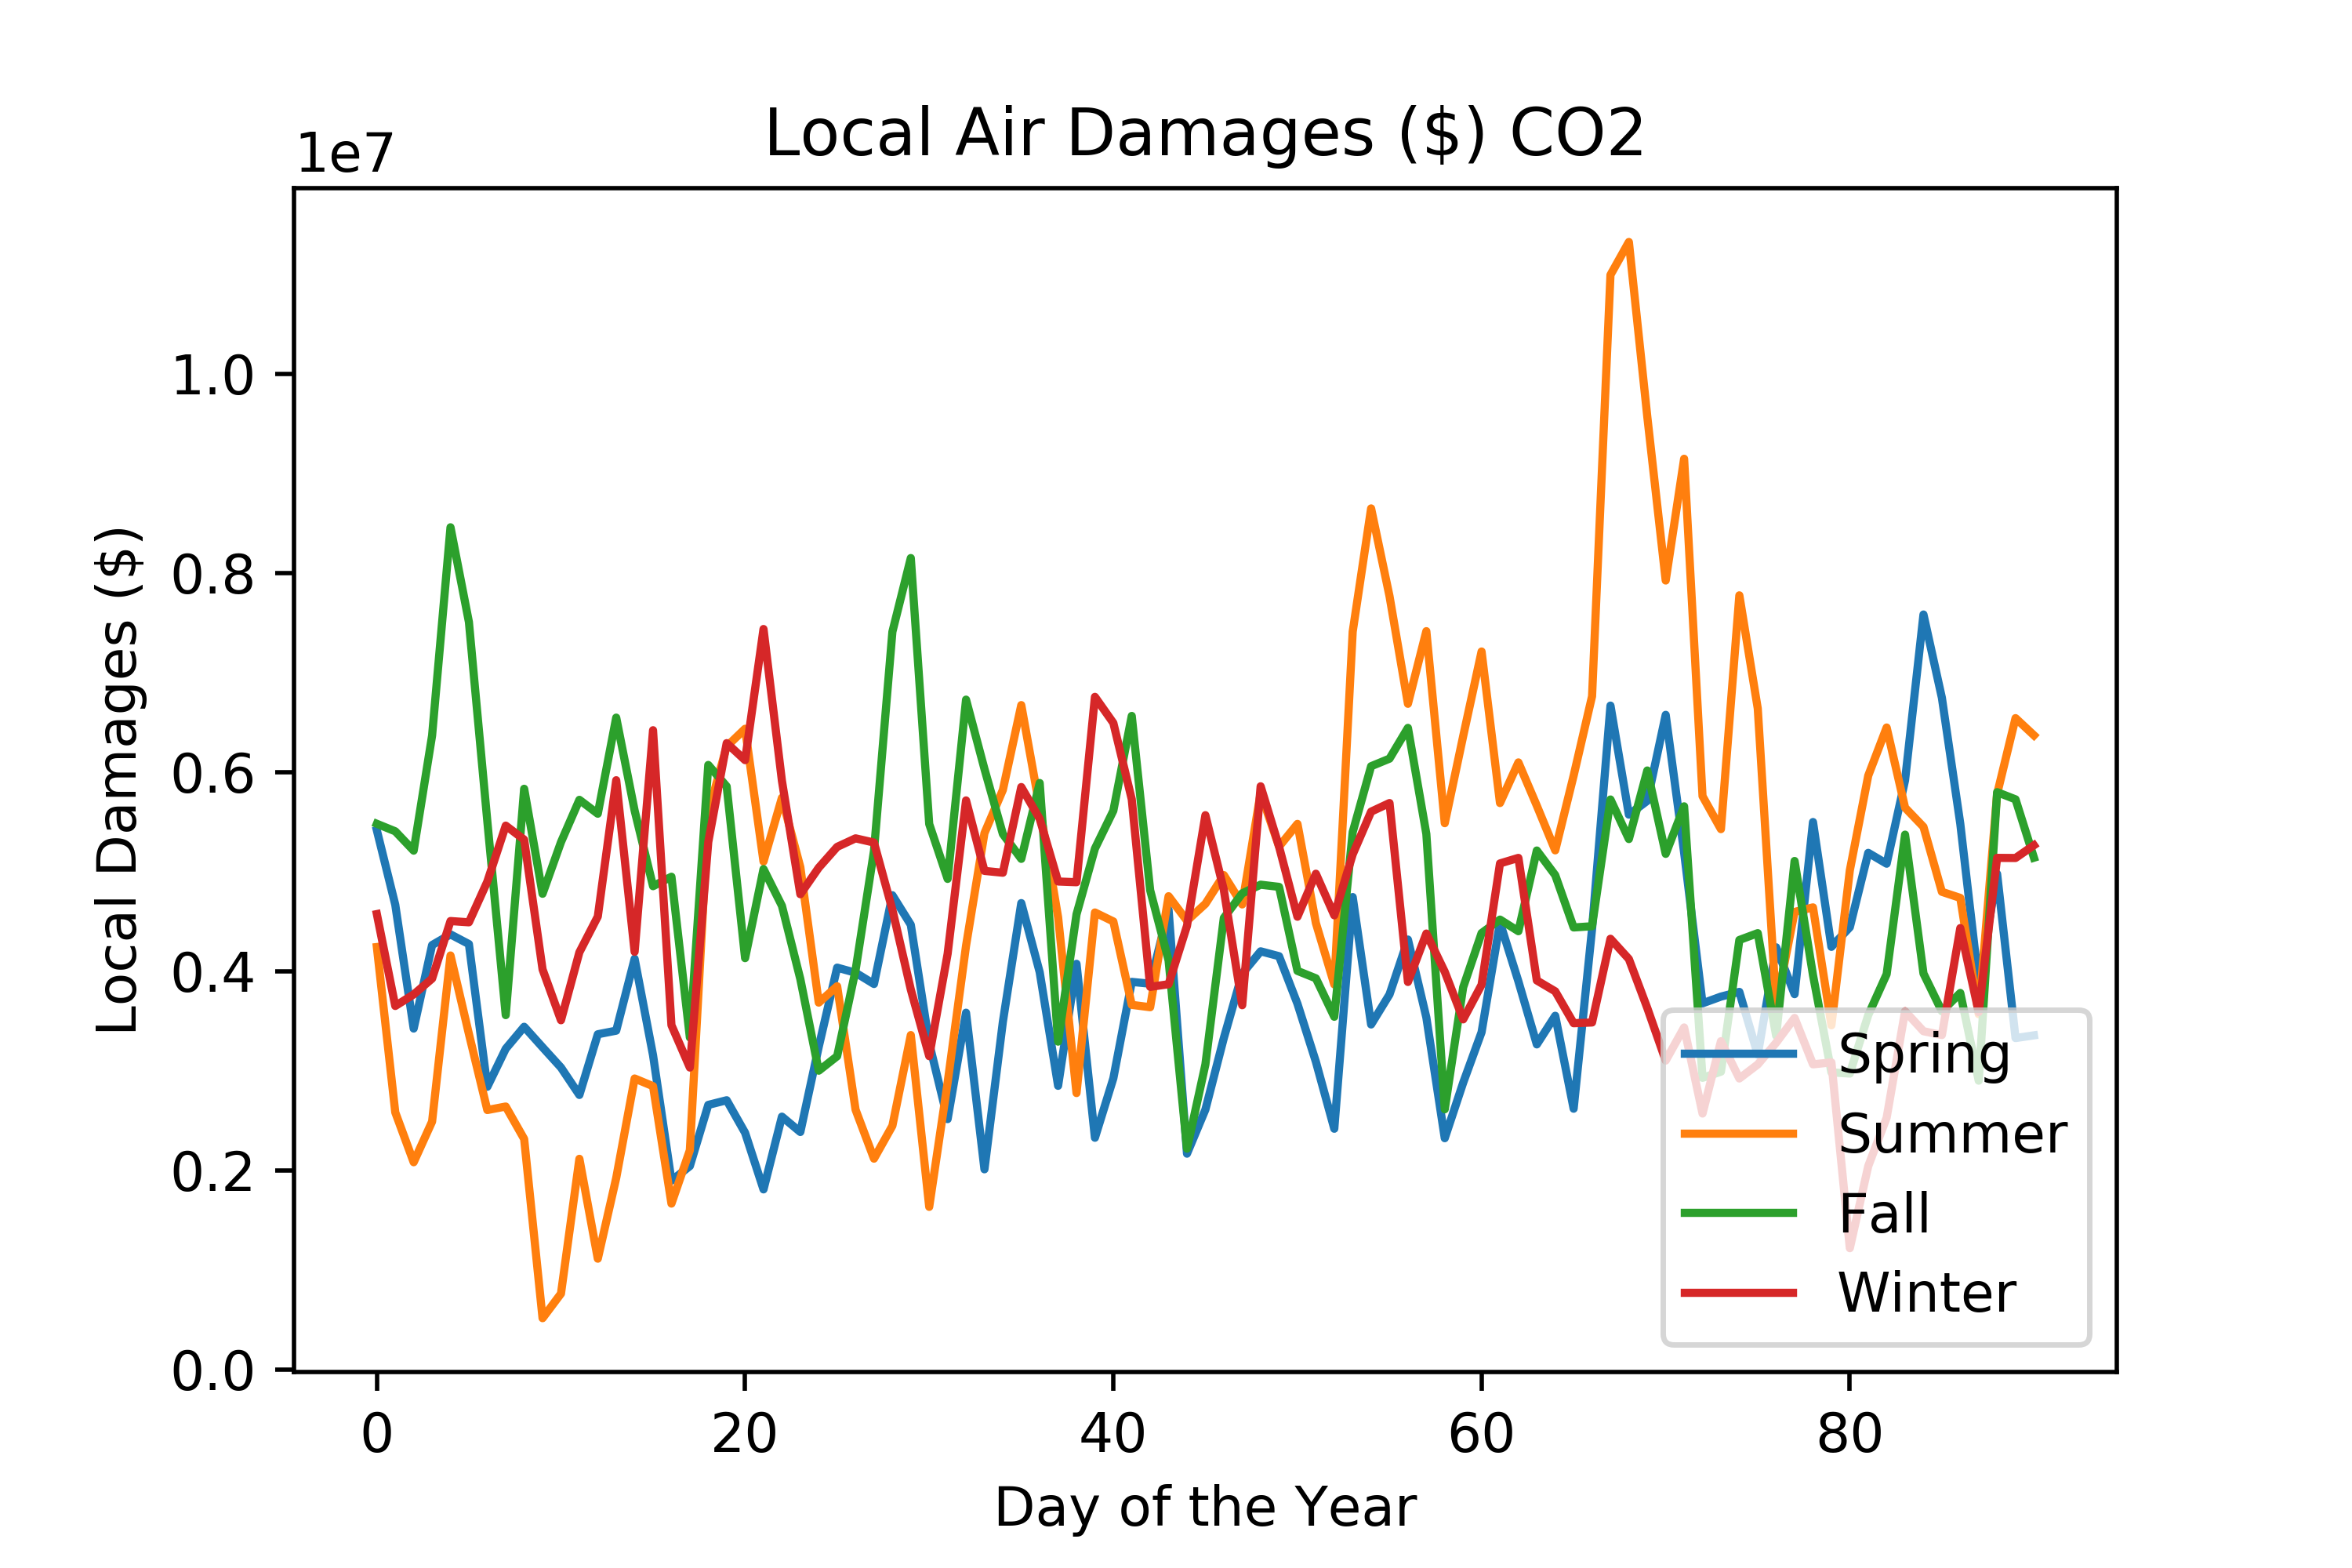 Local Air Damages ($) CO2
1e7
Local Damages ($)
1.0
0.8
0.6
0.4
0.2
0.0
0 20 40 60 80
Day of the Year
Spring
Summer
Fall
Winter